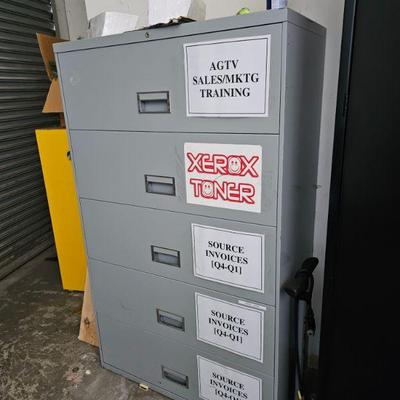 AGTV
SALES/MKTG
TRAINING
XEROX
TONER
SOURCE
INVOICES
[Q4-Q1]
SOURCE
INVOICES
[Q4-Q1]
SOURCE
INVOICES